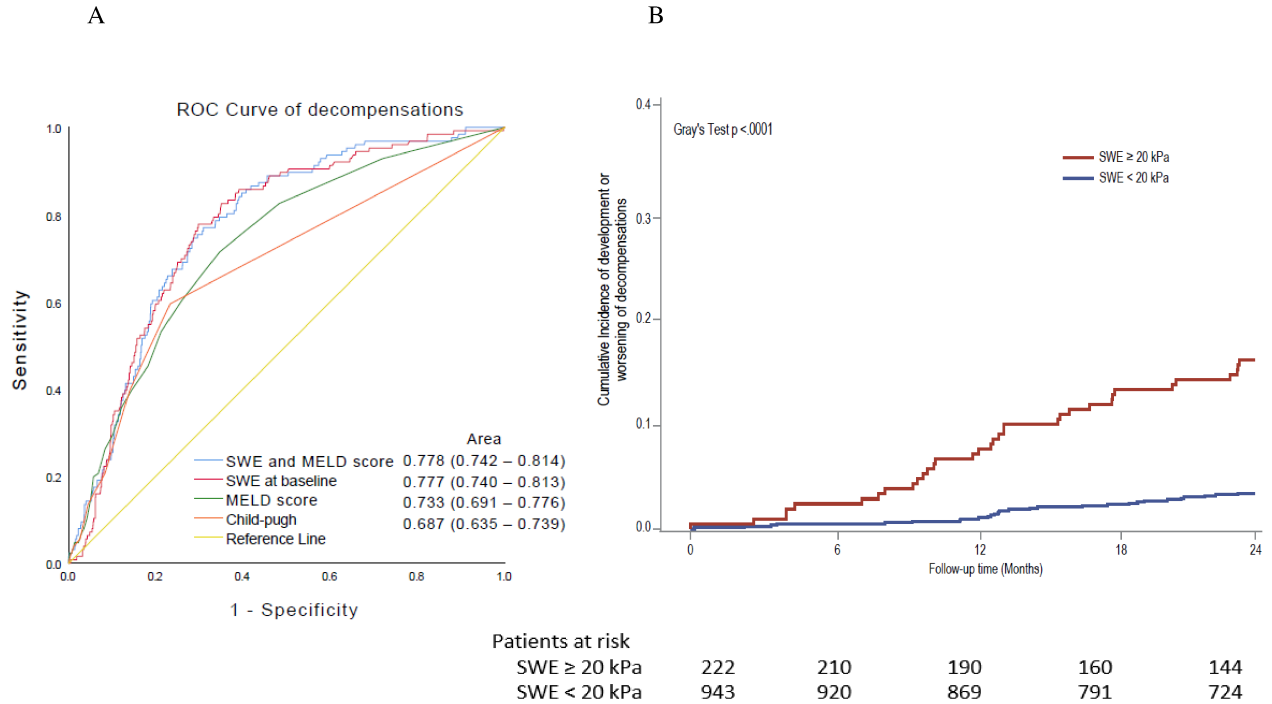 A
B
ROC Curve of decompensations
1.0
0.8
0.6
0.4
0.2
0.0
Sensitivity
0.0 0.2 0.4 0.6 0.8 1.0
1 - Specificity
Area
SWE and MELD score 0.778 (0.742 – 0.814)
SWE at baseline 0.777 (0.740 – 0.813)
MELD score 0.733 (0.691 – 0.776)
Child-pugh 0.687 (0.635 – 0.739)
Reference Line
0.4
0.3
0.2
0.1
0.0
Cumulative Incidence of development or
worsening of decompensations
Gray's Test p <.0001
SWE ≥ 20 kPa
SWE < 20 kPa
0 6 12 18 24
Follow-up time (Months)
Patients at risk
SWE ≥ 20 kPa 222 210 190 160 144
SWE < 20 kPa 943 920 869 791 724